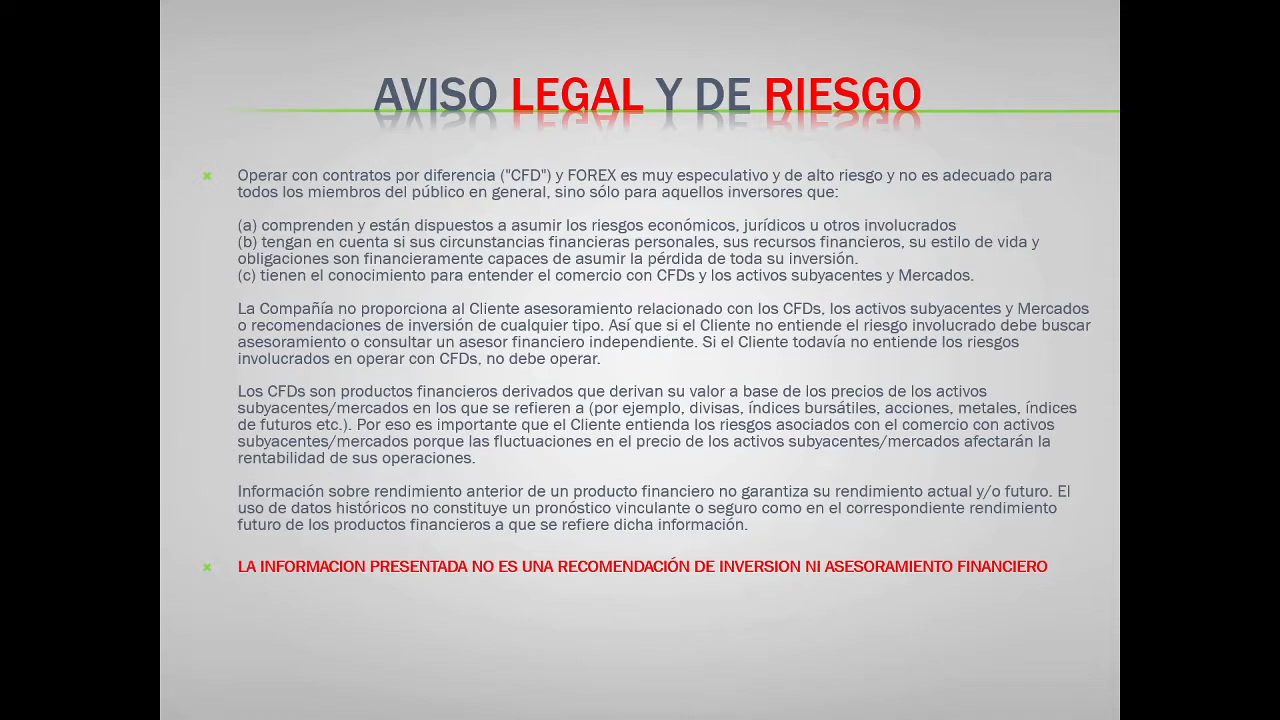 AVISO LEGAL Y DE RIESGO
Operar con contratos por diferencia ("CFD") y FOREX es muy especulativo y de alto riesgo y no es adecuado para
todos los miembros del público en general, sino sólo para aquellos inversores que:
(a) comprenden y están dispuestos a asumir los riesgos económicos, jurídicos u otros involucrados
(b) tengan en cuenta si sus circunstancias financieras personales, sus recursos financieros, su estilo de vida y
obligaciones son financieramente capaces de asumir la pérdida de toda su inversión.
(c) tienen el conocimiento para entender el comercio con CFDs y los activos subyacentes y Mercados.
La Compañía no proporciona al Cliente asesoramiento relacionado con los CFDs, los activos subyacentes y Mercados
o recomendaciones de inversión de cualquier tipo. Así que si el Cliente no entiende el riesgo involucrado debe buscar
asesoramiento o consultar un asesor financiero independiente. Si el Cliente todavía no entiende los riesgos
involucrados en operar con CFDs, no debe operar.
Los CFDs son productos financieros derivados que derivan su valor a base de los precios de los activos
subyacentes/mercados en los que se refieren a (por ejemplo, divisas, índices bursátiles, acciones, metales, índices
de futuros etc.). Por eso es importante que el Cliente entienda los riesgos asociados con el comercio con activos
subyacentes/mercados porque las fluctuaciones en el precio de los activos subyacentes/mercados afectarán la
rentabilidad de sus operaciones.
Información sobre rendimiento anterior de un producto financiero no garantiza su rendimiento actual y/o futuro. El
uso de datos históricos no constituye un pronóstico vinculante o seguro como en el correspondiente rendimiento
futuro de los productos financieros a que se refiere dicha información.
LA INFORMACION PRESENTADA NO ES UNA RECOMENDACIÓN DE INVERSION NI ASESORAMIENTO FINANCIERO